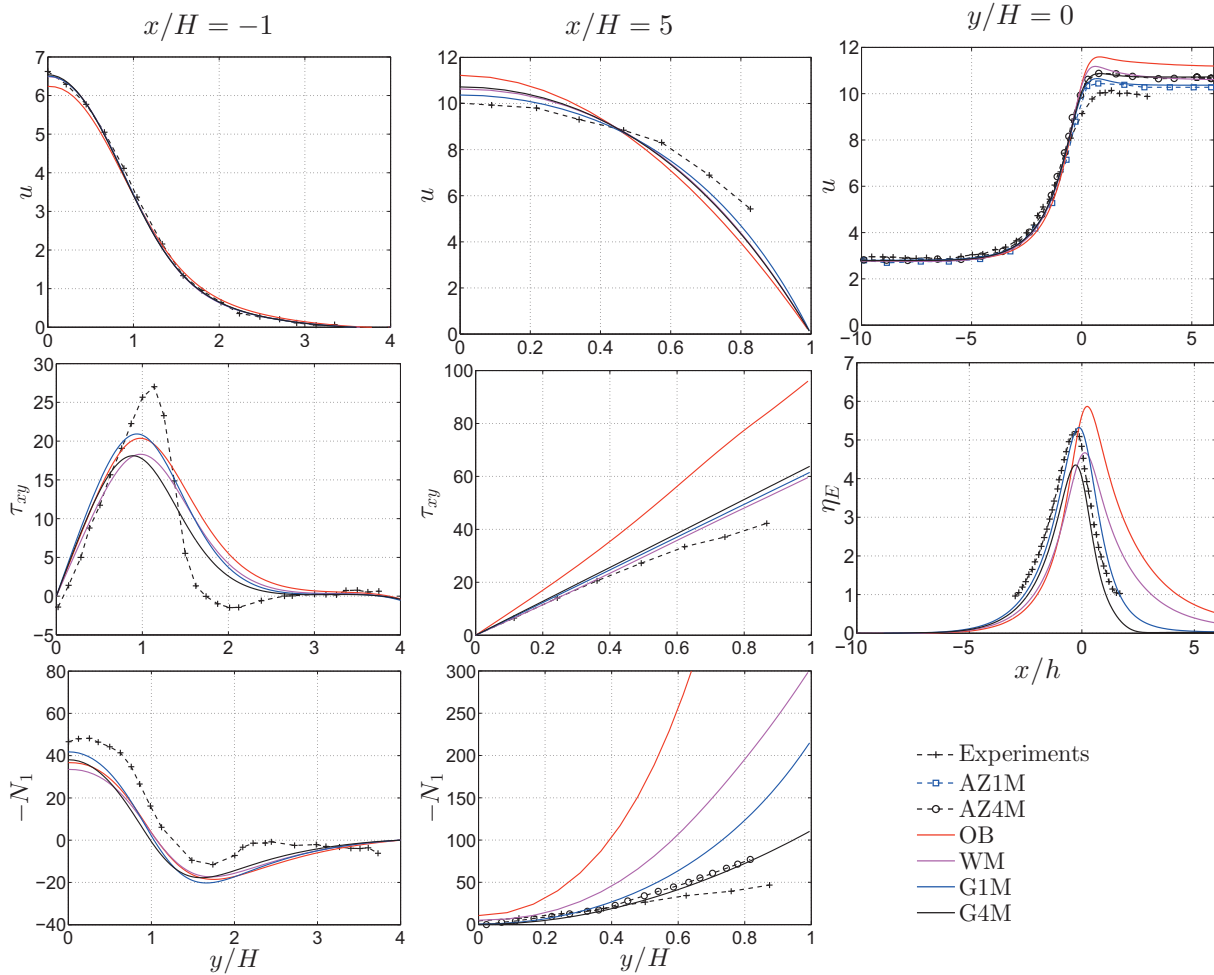 x/H = −1
x/H = 5
y/H = 0
7
6
5
4
3
2
1
0
u
0 1 2 3 4
12
10
8
6
4
2
0
u
0 0.2 0.4 0.6 0.8 1
12
10
8
6
4
2
0
u
−10 −5 0 5
30
25
20
15
10
5
0
−5
τxy
0 1 2 3 4
100
80
60
40
20
0
τxy
0 0.2 0.4 0.6 0.8 1
7
6
5
4
3
2
1
0
ηE
−10 −5 0 5
x/h
80
60
40
20
0
−20
−40
−N1
0 1 2 3 4
y/H
300
250
200
150
100
50
0
−N1
0 0.2 0.4 0.6 0.8 1
y/H
Experiments
AZ1M
AZ4M
OB
WM
G1M
G4M